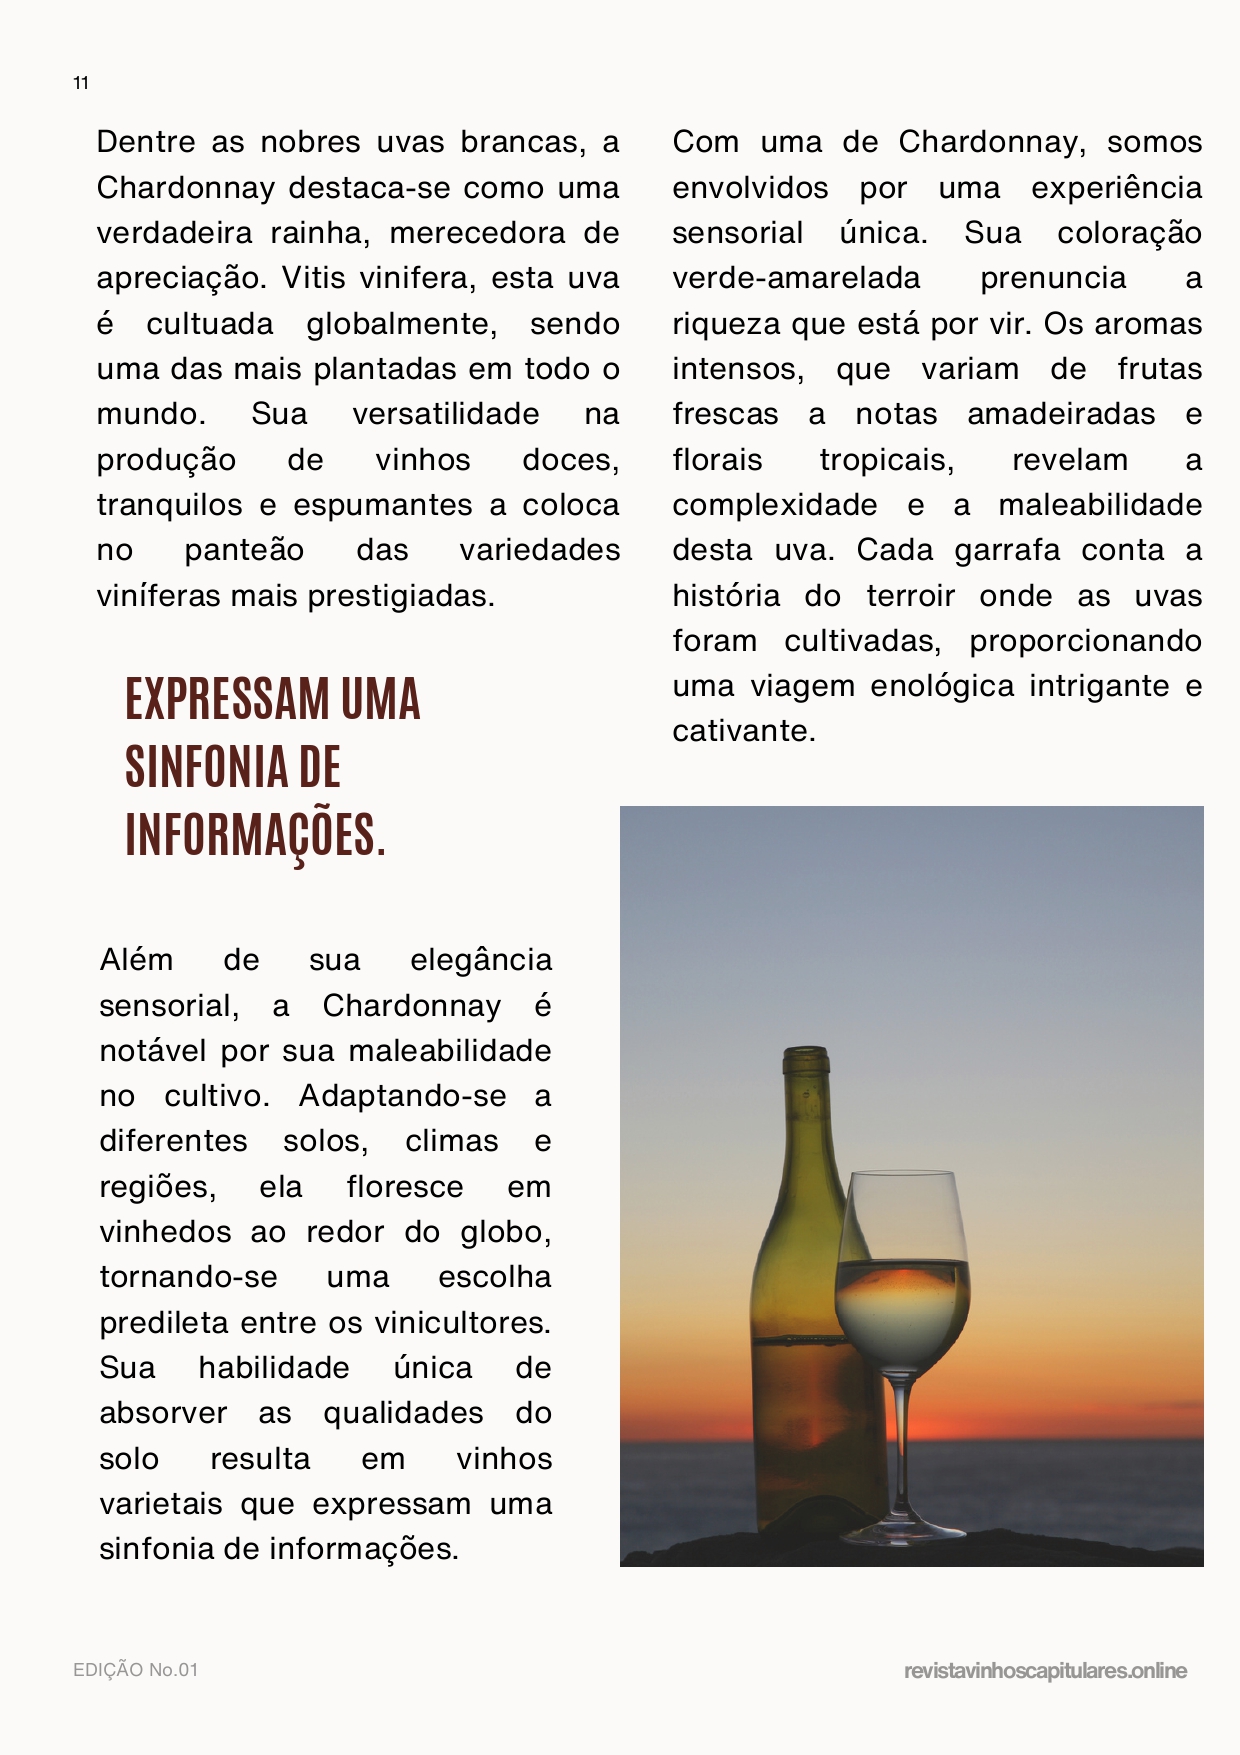 11
Dentre as nobres uvas brancas, a
Chardonnay destaca-se como uma
verdadeira rainha, merecedora de
apreciação. Vitis vinifera, esta uva
é cultuada globalmente, sendo
uma das mais plantadas em todo o
mundo. Sua versatilidade na
produção de vinhos doces,
tranquilos e espumantes a coloca
no panteão das variedades
viníferas mais prestigiadas.
EXPRESSAM UMA
SINFONIA DE
INFORMAÇÕES.
Além de sua elegância
sensorial, a Chardonnay é
notável por sua maleabilidade
no cultivo. Adaptando-se a
diferentes solos, climas e
regiões, ela floresce em
vinhedos ao redor do globo,
tornando-se uma escolha
predileta entre os vinicultores.
Sua habilidade única de
absorver as qualidades do
solo resulta em vinhos
varietais que expressam uma
sinfonia de informações.
Com uma de Chardonnay, somos
envolvidos por uma experiência
sensorial única. Sua coloração
verde-amarelada prenuncia a
riqueza que está por vir. Os aromas
intensos, que variam de frutas
frescas a notas amadeiradas e
florais tropicais, revelam a
complexidade e a maleabilidade
desta uva. Cada garrafa conta a
história do terroir onde as uvas
foram cultivadas, proporcionando
uma viagem enológica intrigante e
cativante.
EDIÇÃO No.01
revistavinhoscapitulares.online